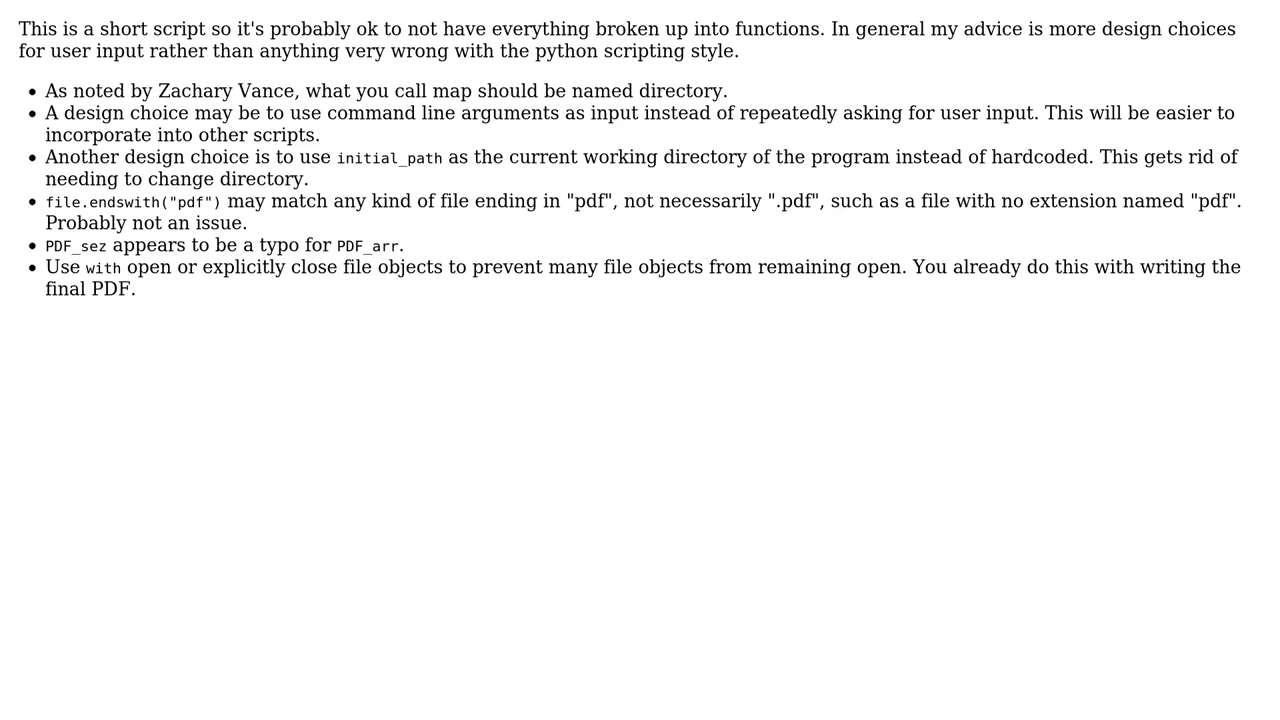 This is a short script so it's probably ok to not have everything broken up into functions. In general my advice is more design choices
for user input rather than anything very wrong with the python scripting style.
• As noted by Zachary Vance, what you call map should be named directory.
• A design choice may be to use command line arguments as input instead of repeatedly asking for user input. This will be easier to
incorporate into other scripts.
• Another design choice is to use initial_path as the current working directory of the program instead of hardcoded. This gets rid of
needing to change directory.
• file.endswith("pdf") may match any kind of file ending in "pdf", not necessarily ".pdf", such as a file with no extension named "pdf".
Probably not an issue.
• PDF_sez appears to be a typo for PDF_arr.
• Use with open or explicitly close file objects to prevent many file objects from remaining open. You already do this with writing the
final PDF.